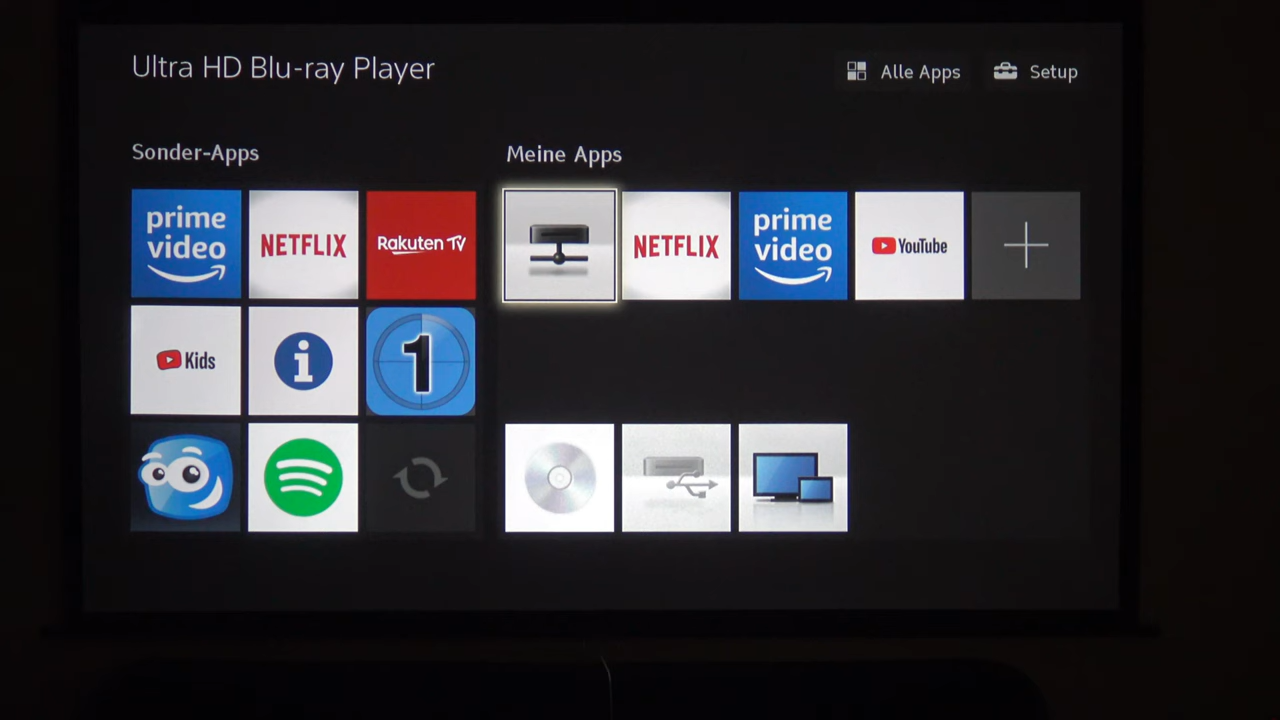 Ultra HD Blu-ray Player
Alle Apps
Setup
Sonder-Apps
Meine Apps
prime video
NETFLIX
Rakuten TV
NETFLIX
prime video
YouTube
Kids
i
1